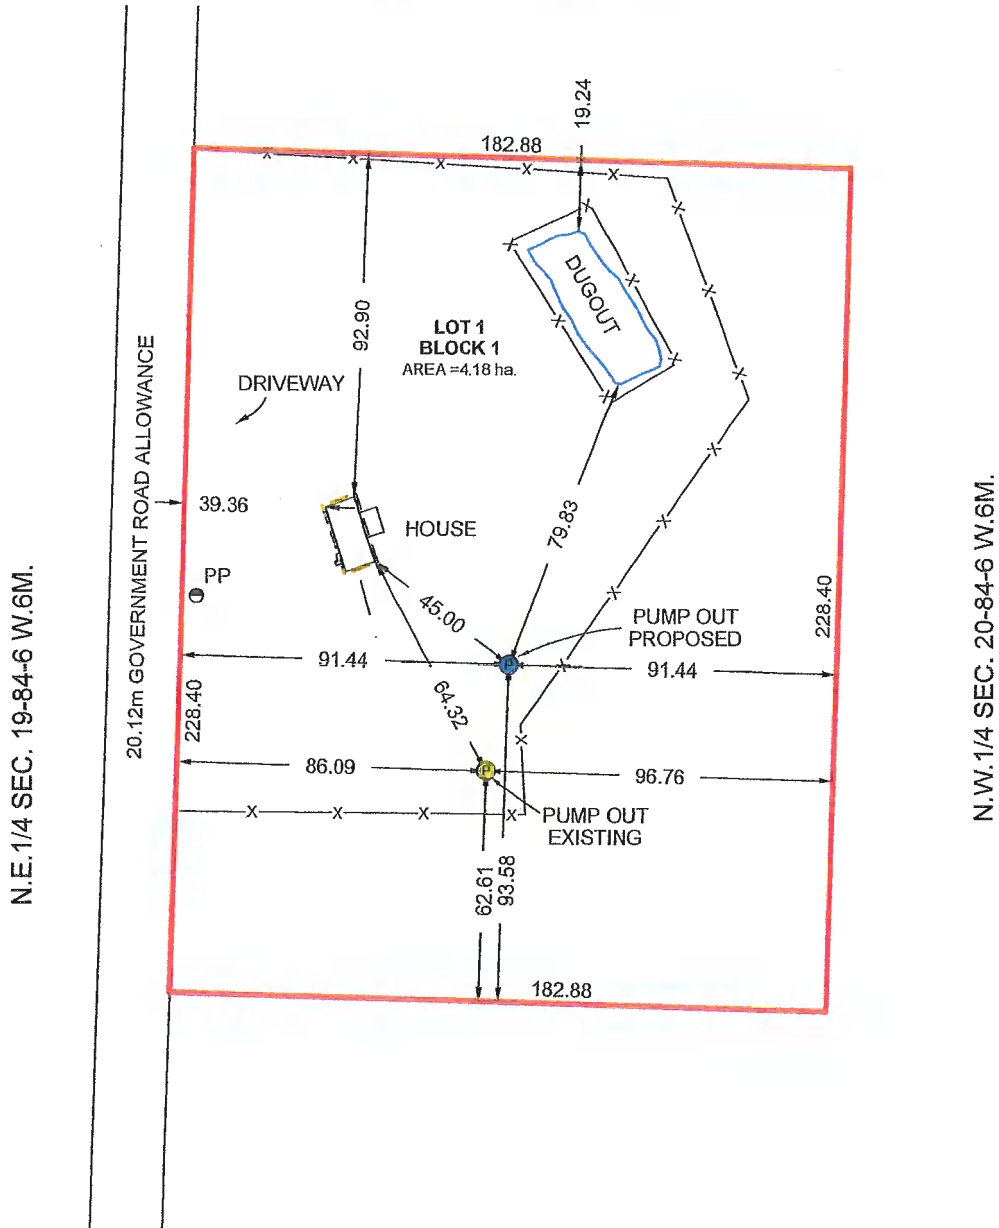 19.24
182.88
92.90
DUGOUT
LOT 1
BLOCK 1
AREA =4.18 ha.
DRIVEWAY
20.12m GOVERNMENT ROAD ALLOWANCE
39.36
HOUSE
79.83
N.E.1/4 SEC. 19-84-6 W.6M.
N.W.1/4 SEC. 20-84-6 W.6M.
PP
45.00
PUMP OUT
PROPOSED
228.40
P
91.44
91.44
64.32
228.40
86.09
P
96.76
PUMP OUT
EXISTING
62.61
93.58
182.88